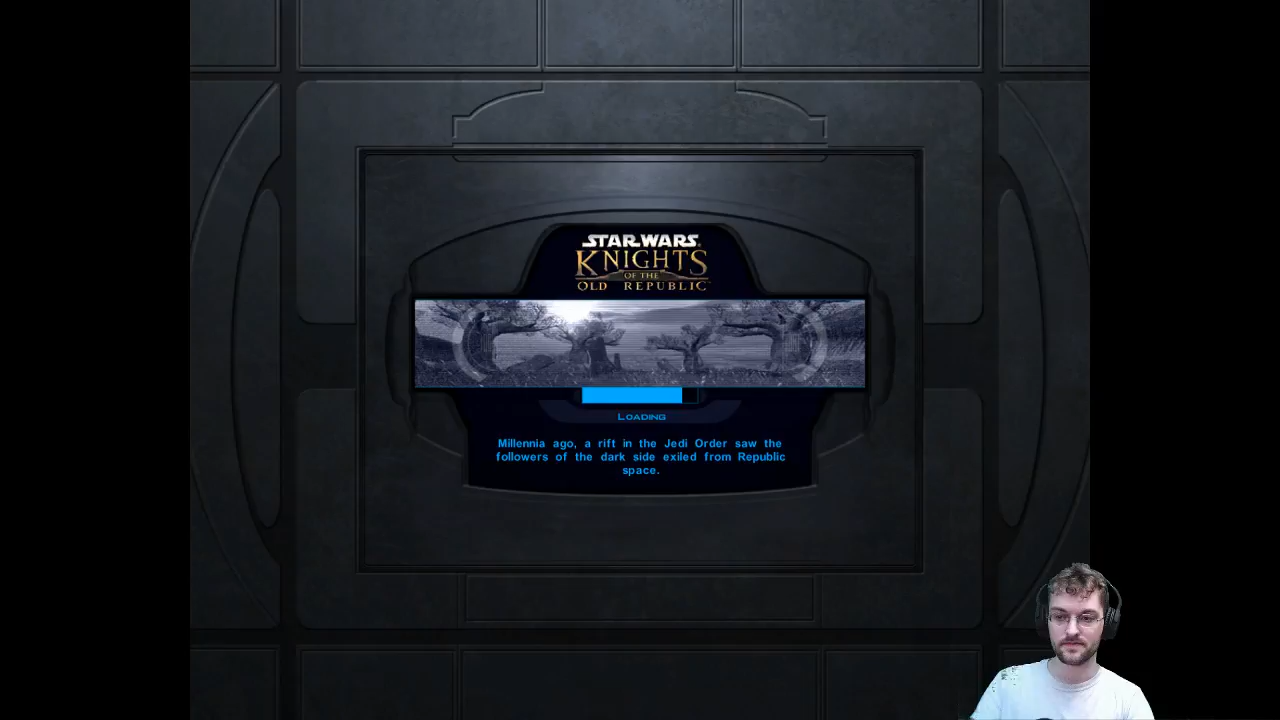 STAR WARS
KNIGHTS
OF THE
OLD REPUBLIC
LOADING
Millennia ago, a rift in the Jedi Order saw the
followers of the dark side exiled from Republic
space.